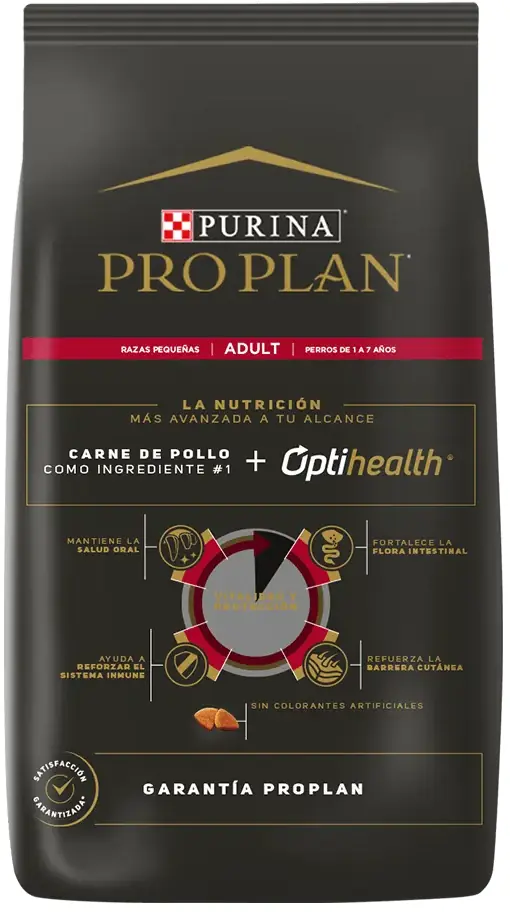 PURINA
PRO PLAN
RAZAS PEQUEÑAS | ADULT | PERROS DE 1 A 7 AÑOS
LA NUTRICIÓN
MÁS AVANZADA A TU ALCANCE
CARNE DE POLLO
COMO INGREDIENTE #1
+
Optihealth®
MANTIENE LA
SALUD ORAL
FORTALECE LA
FLORA INTESTINAL
AYUDA A
REFORZAR EL
SISTEMA INMUNE
REFUERZA LA
BARRERA CUTÁNEA
SIN COLORANTES ARTIFICIALES
SATISFACCIÓN
GARANTIZADA*
GARANTÍA PROPLAN